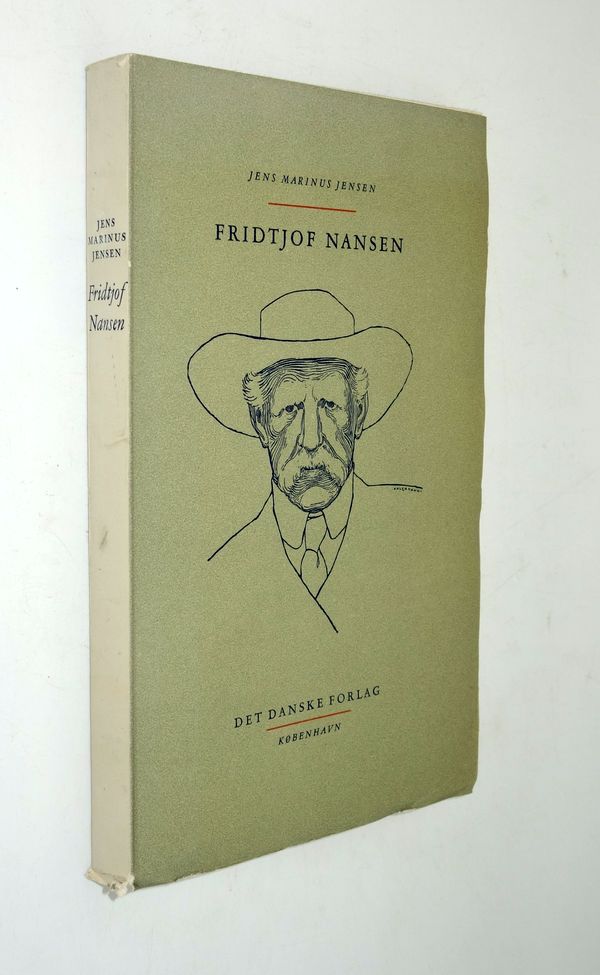 JENS
MARINUS
JENSEN
Fridtjof
Nansen
JENS MARINUS JENSEN
FRIDTJOF NANSEN
DET DANSKE FORLAG
KØBENHAVN